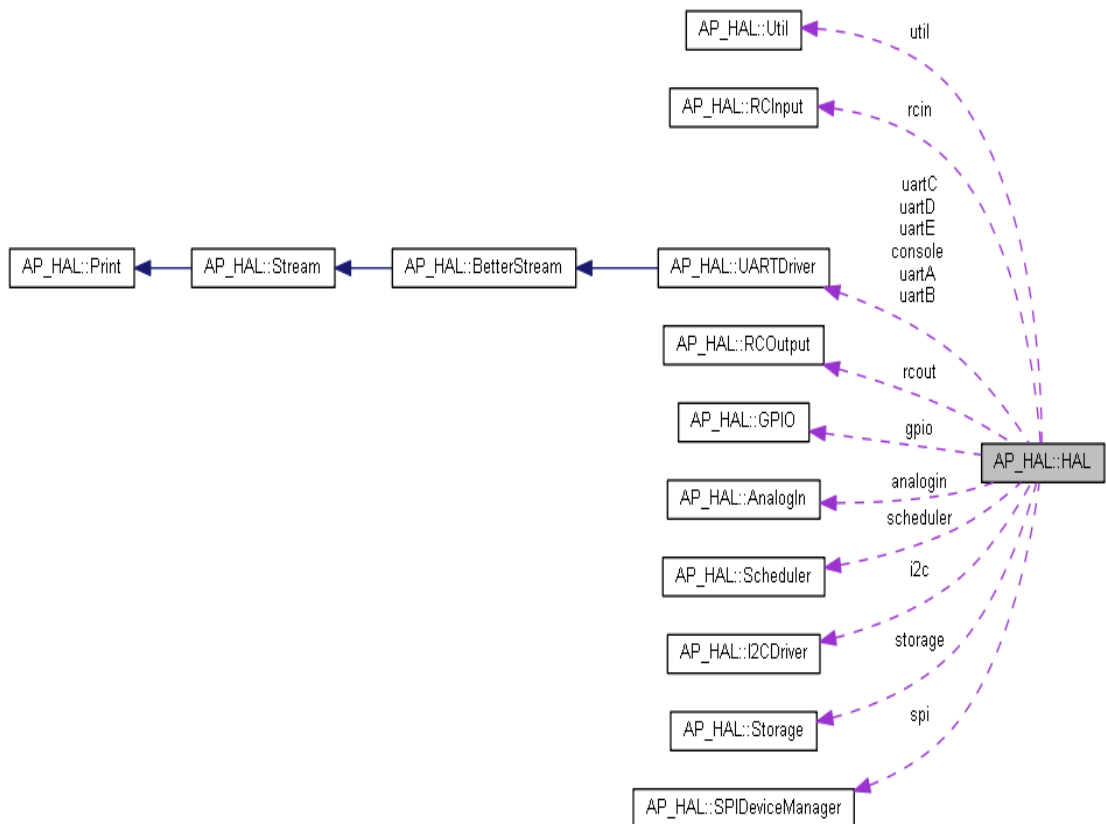 AP_HAL::Util
util
AP_HAL::RCInput
rcin
uartC
uartD
uartE
console
uartA
uartB
AP_HAL::Print
AP_HAL::Stream
AP_HAL::BetterStream
AP_HAL::UARTDriver
AP_HAL::RCOutput
rcout
AP_HAL::GPIO
gpio
AP_HAL::HAL
AP_HAL::AnalogIn
analogin
scheduler
AP_HAL::Scheduler
i2c
AP_HAL::I2CDriver
storage
AP_HAL::Storage
spi
AP_HAL::SPIDeviceManager